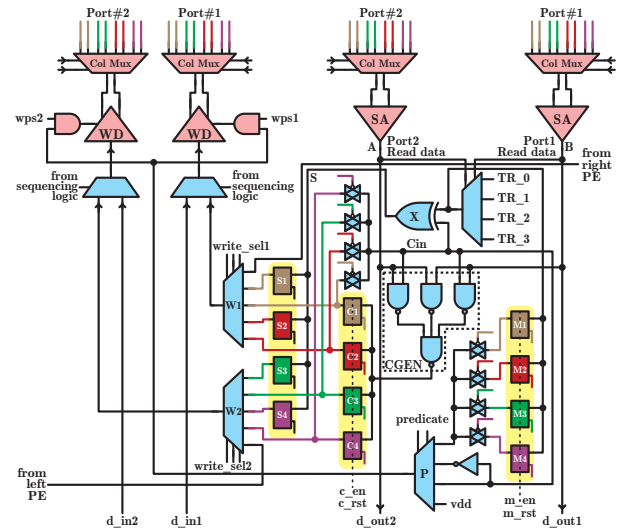 Port#2
Port#1
Port#2
Port#1
Col Mux
Col Mux
Col Mux
Col Mux
wps2
WD
WD
wps1
SA
SA
A
Port2
Read data
Port1
Read data
B
from
sequencing
logic
from
sequencing
logic
from
right
PE
S
TR_0
TR_1
TR_2
TR_3
X
write_sel1
Cin
W1
S1
S2
S3
S4
C1
C2
C3
C4
CGEN
M1
M2
M3
M4
W2
write_sel2
predicate
P
vdd
from
left
PE
c_en
c_rst
m_en
m_rst
d_in2
d_in1
d_out2
d_out1